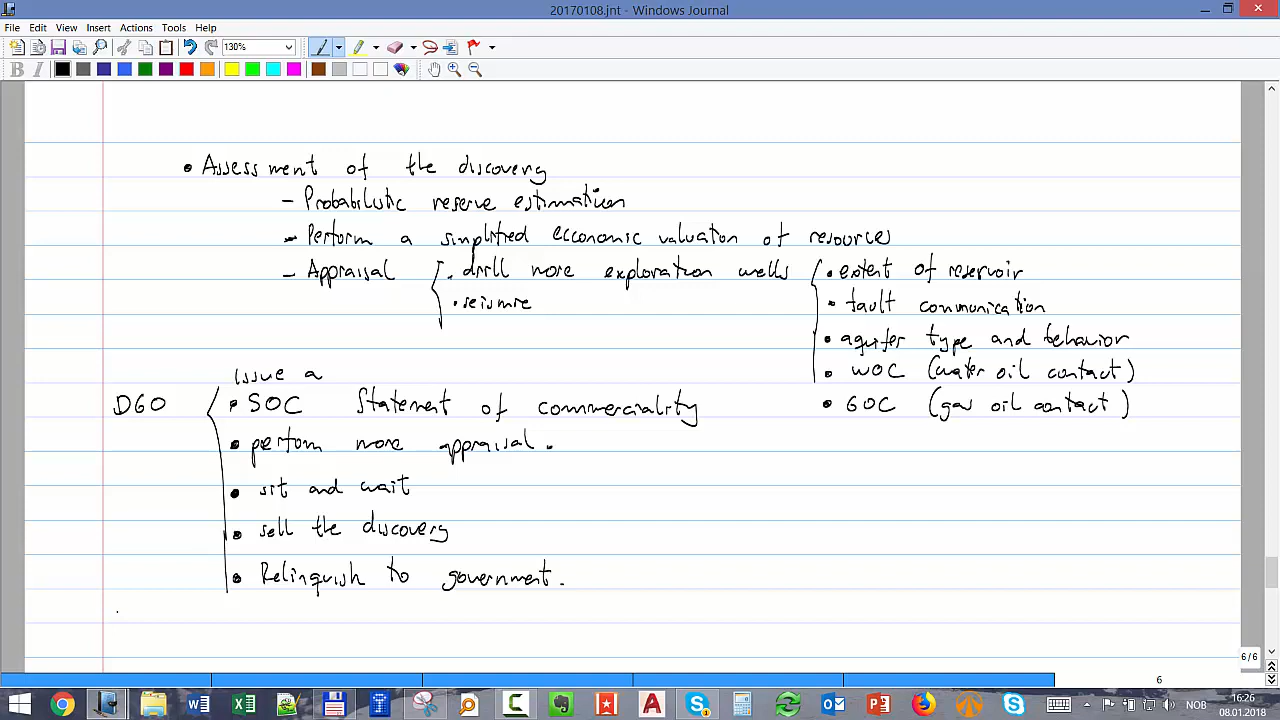 20170108.jnt - Windows Journal
File Edit View Insert Actions Tools Help
130%
• Assessment of the discovery
- Probabilistic reserve estimation
- Perform a simplified economic valuation of resources
- Appraisal { • drill more exploration wells { • extent of reservoir
• seismic
• fault communication
• aquifer type and behavior
• WOC (water oil contact)
• GOC (gas oil contact)
issue a
DG0 { • SOC Statement of commerciality
• perform more appraisal.
• sit and wait
• sell the discovery
• Relinquish to government.
6/6
6
NOB
16:26
08.01.2018